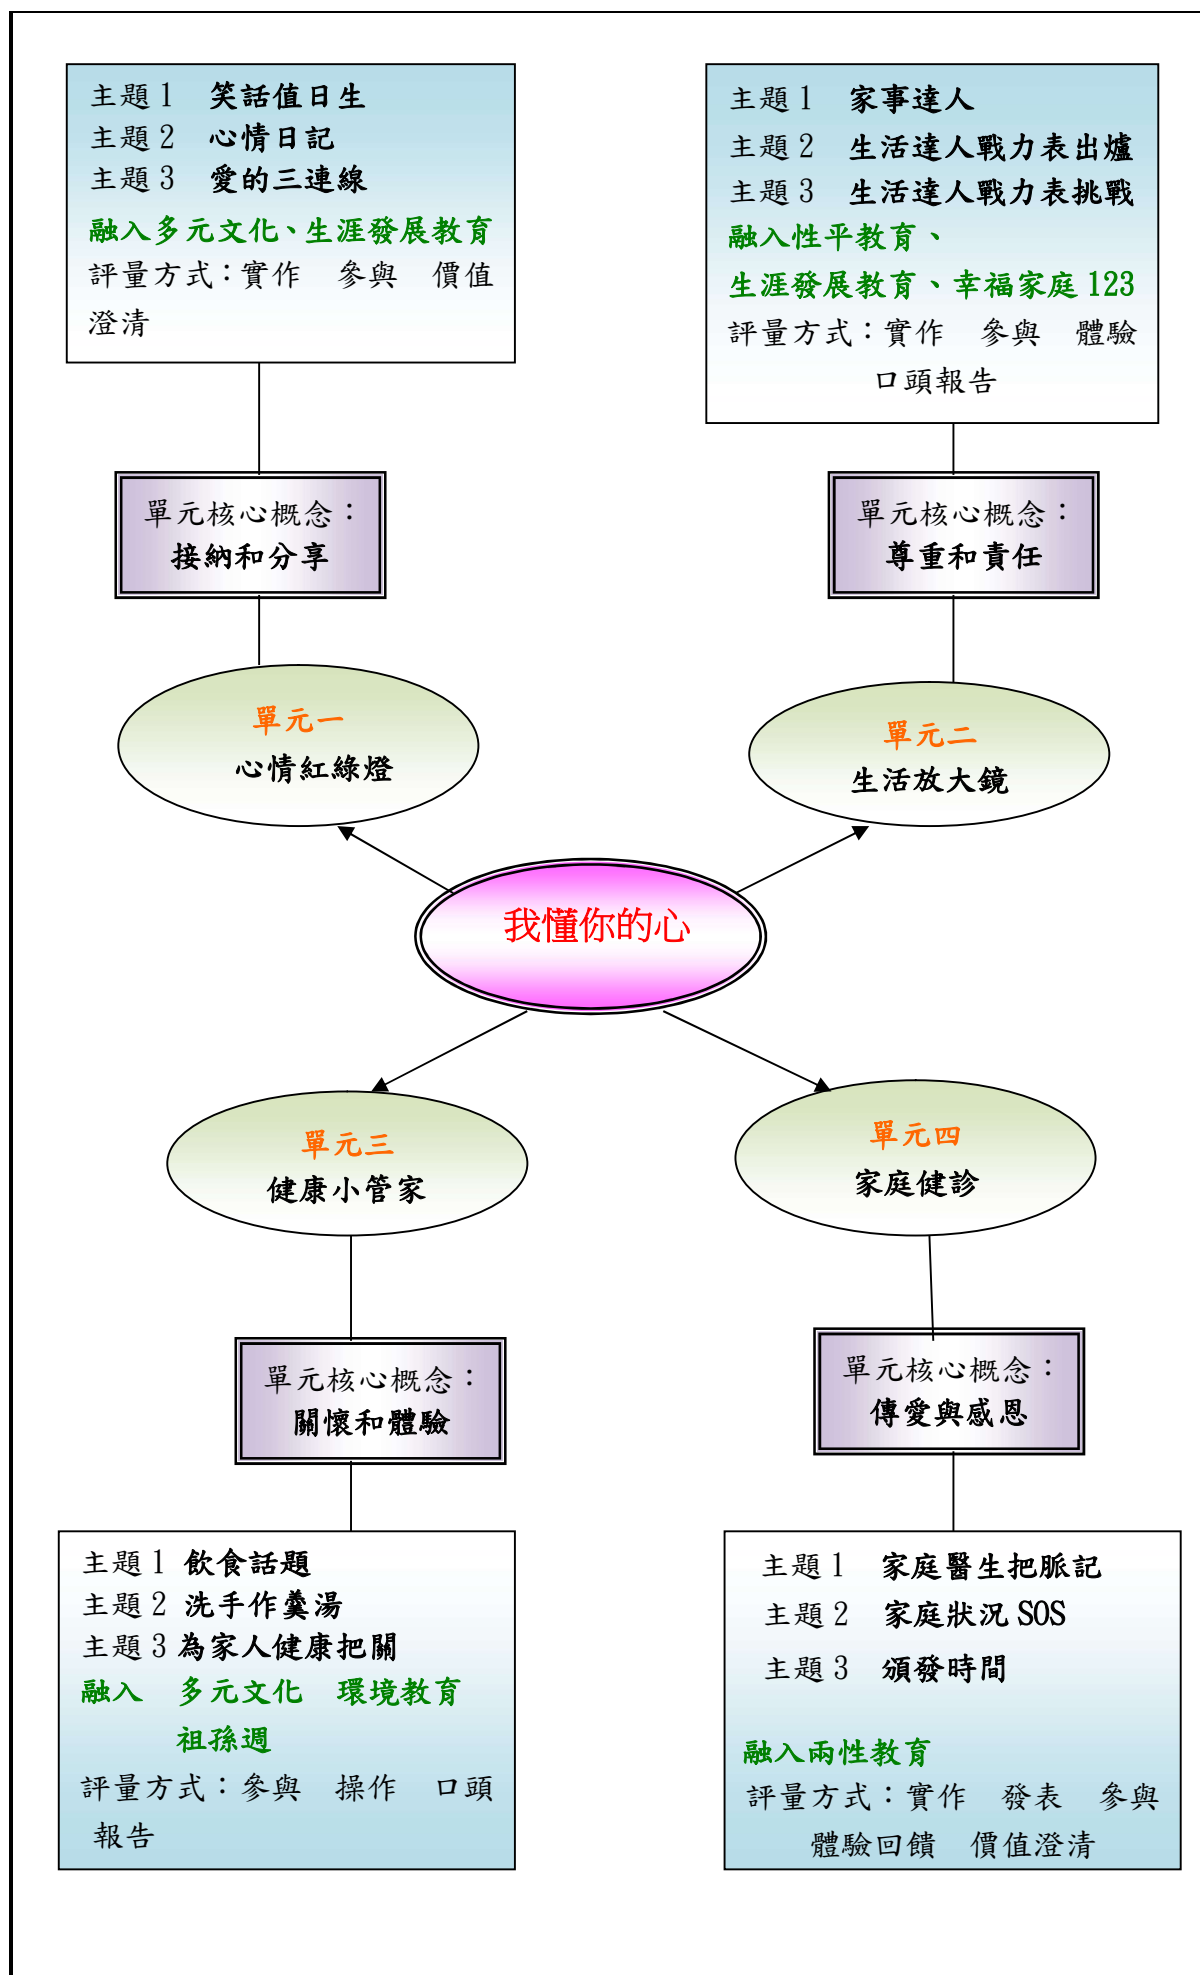 主題1　笑話值日生
主題2　心情日記
主題3　愛的三連線
融入多元文化、生涯發展教育
評量方式：實作　參與　價值
澄清
主題1　家事達人
主題2　生活達人戰力表出爐
主題3　生活達人戰力表挑戰
融入性平教育、
生涯發展教育、幸福家庭123
評量方式：實作　參與　體驗
口頭報告
單元核心概念：
接納和分享
單元核心概念：
尊重和責任
單元一
心情紅綠燈
單元二
生活放大鏡
我懂你的心
單元三
健康小管家
單元四
家庭健診
單元核心概念：
關懷和體驗
單元核心概念：
傳愛與感恩
主題1 飲食話題
主題2 洗手作羹湯
主題3 為家人健康把關
融入　多元文化　環境教育
祖孫週
評量方式：參與　操作　口頭
報告
主題1　家庭醫生把脈記
主題2　家庭狀況SOS
主題3　頒發時間
融入兩性教育
評量方式：實作　發表　參與
體驗回饋　價值澄清